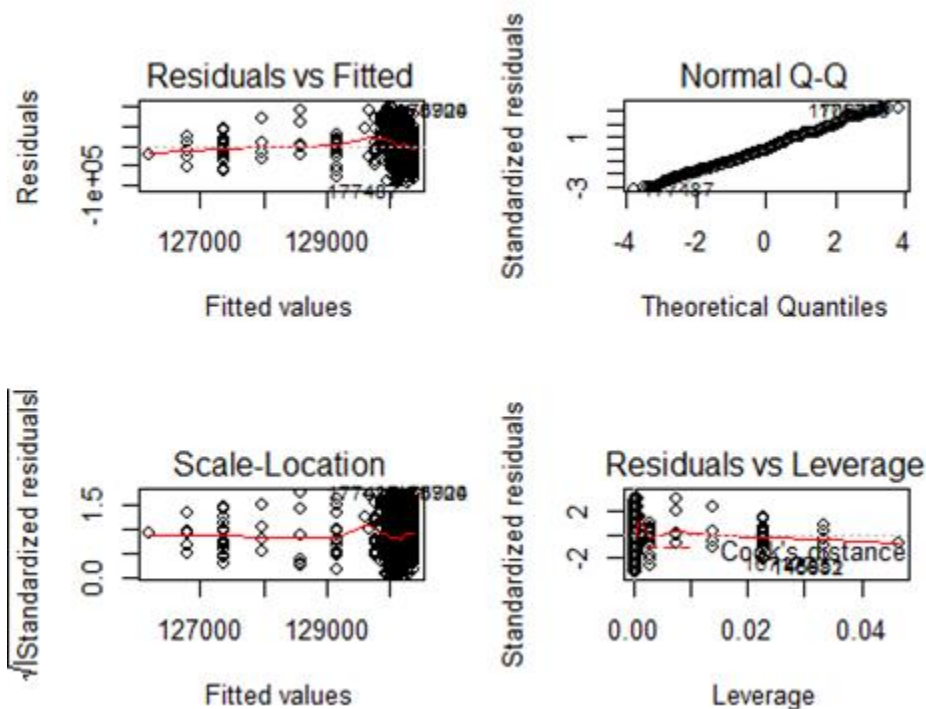 Residuals vs Fitted
Residuals
-1e+05
127000 129000
Fitted values
Normal Q-Q
Standardized residuals
-3 1
-4 -2 0 2 4
Theoretical Quantiles
Scale-Location
√|Standardized residuals|
0.0 1.5
127000 129000
Fitted values
Residuals vs Leverage
Standardized residuals
-2 2
Cook's distance
0.00 0.02 0.04
Leverage